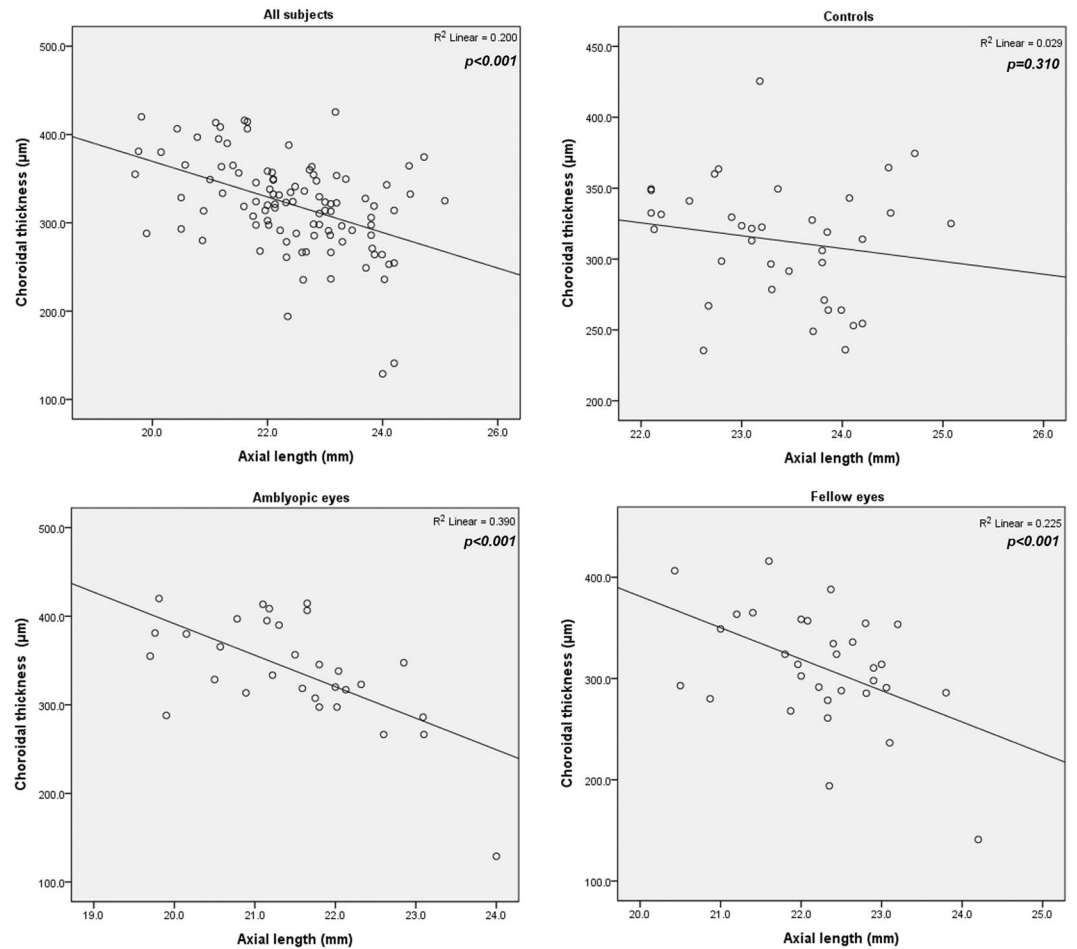 All subjects
R² Linear = 0.200
p<0.001
500.0
400.0
300.0
200.0
100.0
Choroidal thickness (µm)
20.0 22.0 24.0 26.0
Axial length (mm)
Controls
R² Linear = 0.029
p=0.310
450.0
400.0
350.0
300.0
250.0
200.0
Choroidal thickness (µm)
22.0 23.0 24.0 25.0 26.0
Axial length (mm)
Amblyopic eyes
R² Linear = 0.390
p<0.001
500.0
400.0
300.0
200.0
100.0
Choroidal thickness (µm)
19.0 20.0 21.0 22.0 23.0 24.0
Axial length (mm)
Fellow eyes
R² Linear = 0.225
p<0.001
400.0
300.0
200.0
100.0
Choroidal thickness (µm)
20.0 21.0 22.0 23.0 24.0 25.0
Axial length (mm)